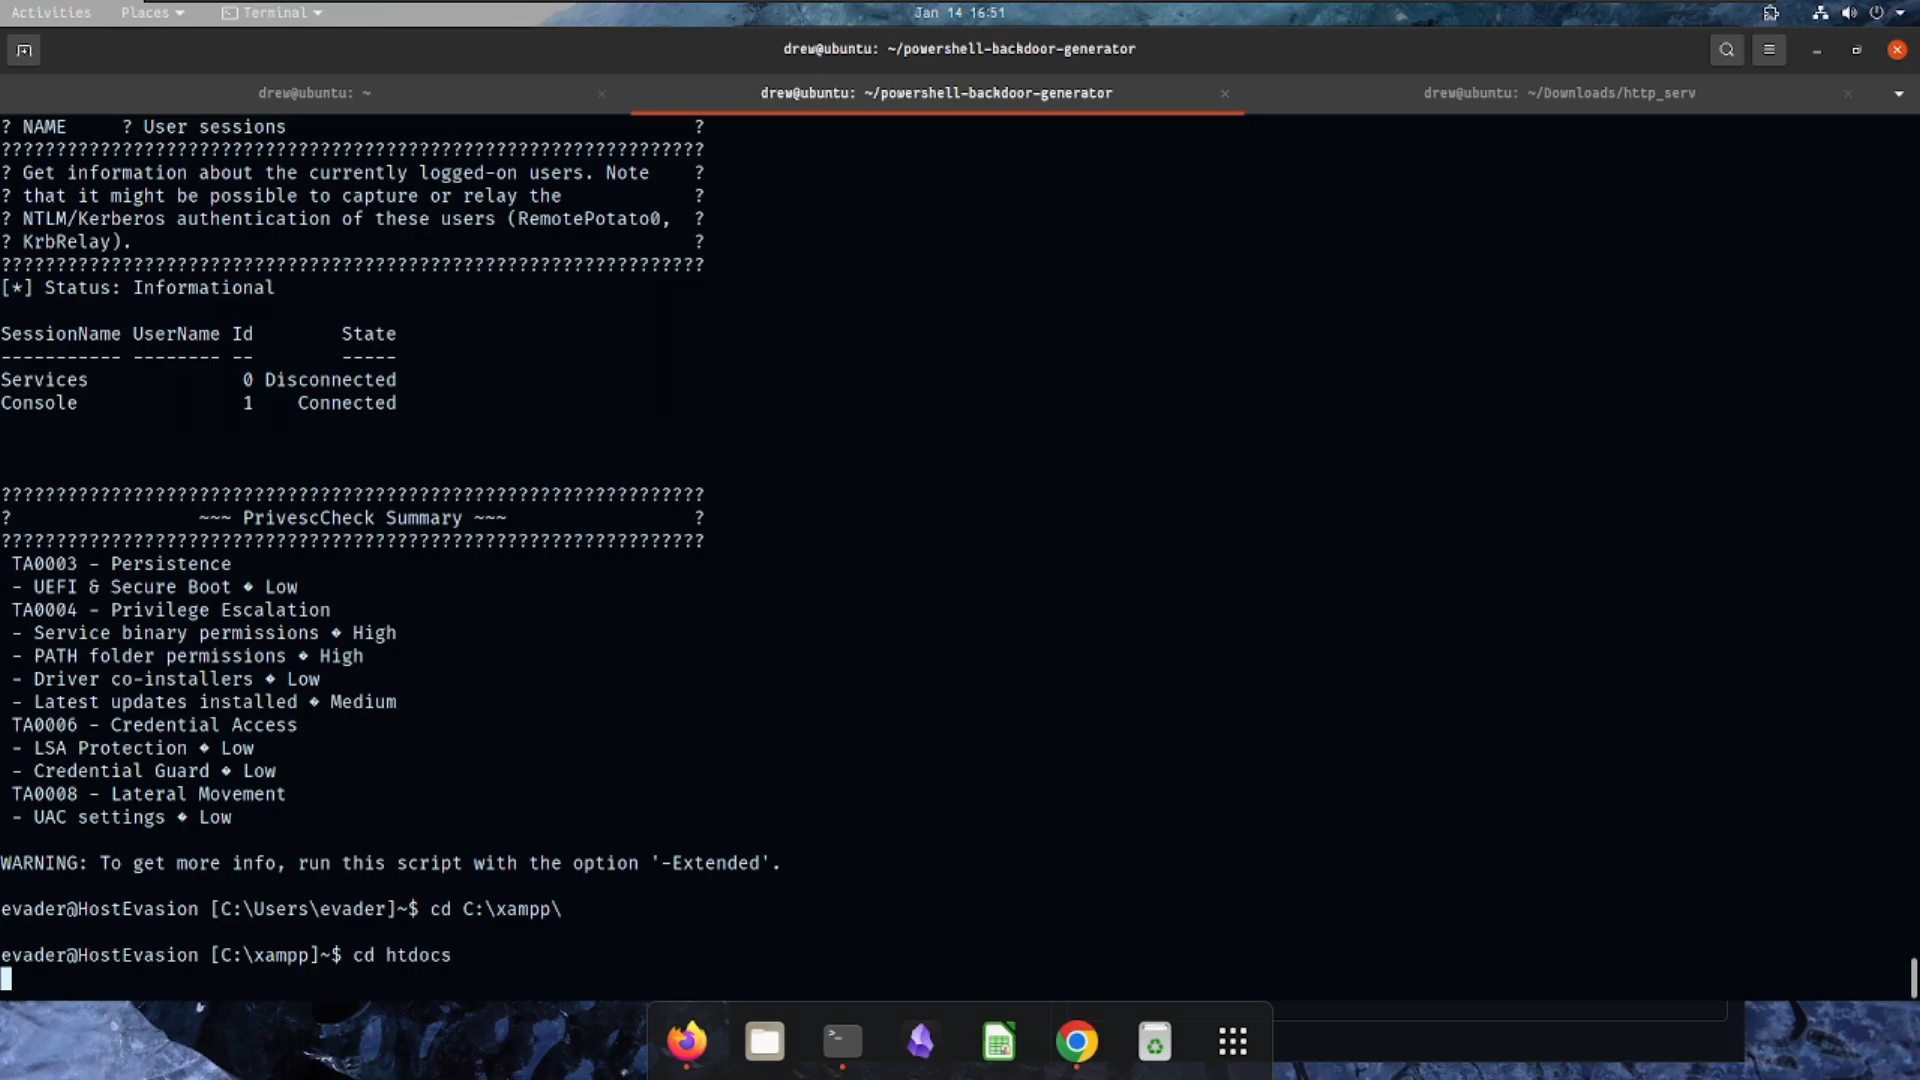 Activities Places Terminal Jan 14 16:51
drew@ubuntu: ~/powershell-backdoor-generator
drew@ubuntu: ~ drew@ubuntu: ~/powershell-backdoor-generator drew@ubuntu: ~/Downloads/http_serv
? NAME ? User sessions ?
????????????????????????????????????????????????????????????????
? Get information about the currently logged-on users. Note ?
? that it might be possible to capture or relay the ?
? NTLM/Kerberos authentication of these users (RemotePotato0, ?
? KrbRelay). ?
????????????????????????????????????????????????????????????????
[*] Status: Informational
SessionName UserName Id State
----------- -------- -- -----
Services 0 Disconnected
Console 1 Connected
????????????????????????????????????????????????????????????????
? ~~~ PrivescCheck Summary ~~~ ?
????????????????????????????????????????????????????????????????
TA0003 - Persistence
- UEFI & Secure Boot � Low
TA0004 - Privilege Escalation
- Service binary permissions � High
- PATH folder permissions � High
- Driver co-installers � Low
- Latest updates installed � Medium
TA0006 - Credential Access
- LSA Protection � Low
- Credential Guard � Low
TA0008 - Lateral Movement
- UAC settings � Low
WARNING: To get more info, run this script with the option '-Extended'.
evader@HostEvasion [C:\Users\evader]~$ cd C:\xampp\
evader@HostEvasion [C:\xampp]~$ cd htdocs